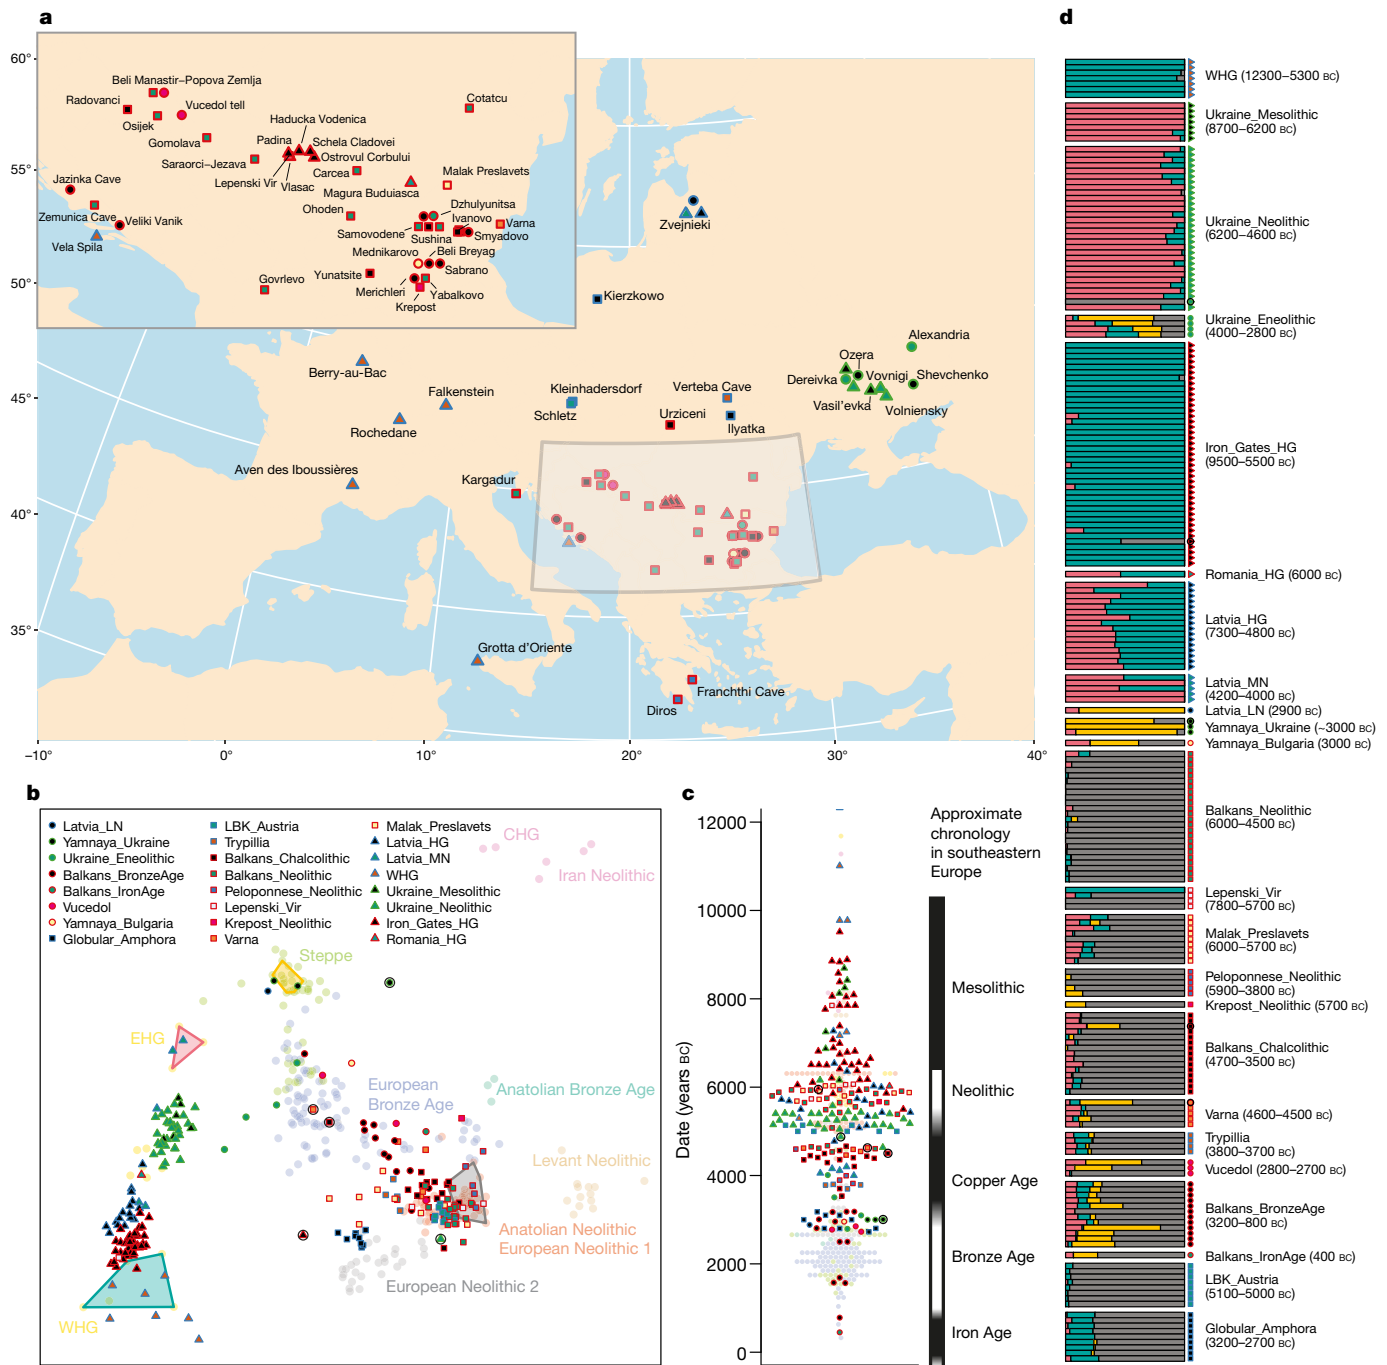 a
60°
55°
50°
45°
40°
35°
−10°
0°
10°
20°
30°
40°
Beli Manastir–Popova Zemlja
Radovanci
Vucedol tell
Osijek
Gomolava
Haducka Vodenica
Padina
Schela Cladovei
Saraorci–Jezava
Ostrovul Corbului
Lepenski Vir
Vlasac
Carcea
Cotatcu
Jazinka Cave
Magura Buduiasca
Malak Preslavets
Zemunica Cave
Veliki Vanik
Vela Spila
Ohoden
Dzhulyunitsa
Ivanovo
Varna
Samovodene
Sushina
Smyadovo
Mednikarovo
Beli Breyag
Govrlevo
Yunatsite
Sabrano
Merichleri
Yabalkovo
Krepost
Zvejnieki
Kierzkowo
Berry-au-Bac
Falkenstein
Rochedane
Aven des Iboussières
Kleinhadersdorf
Schletz
Verteba Cave
Urziceni
Ilyatka
Kargadur
Alexandria
Ozera
Dereivka
Vovnigi
Shevchenko
Vasil’evka
Volniensky
Grotta d’Oriente
Franchthi Cave
Diros
b
Latvia_LN
Yamnaya_Ukraine
Ukraine_Eneolithic
Balkans_BronzeAge
Balkans_IronAge
Vucedol
Yamnaya_Bulgaria
Globular_Amphora
LBK_Austria
Trypillia
Balkans_Chalcolithic
Balkans_Neolithic
Peloponnese_Neolithic
Lepenski_Vir
Krepost_Neolithic
Varna
Malak_Preslavets
Latvia_HG
Latvia_MN
WHG
Ukraine_Mesolithic
Ukraine_Neolithic
Iron_Gates_HG
Romania_HG
CHG
Iran Neolithic
Steppe
EHG
European
Bronze Age
Anatolian Bronze Age
Levant Neolithic
Anatolian Neolithic
European Neolithic 1
European Neolithic 2
WHG
c
Date (years BC)
12000
10000
8000
6000
4000
2000
0
Approximate
chronology
in southeastern
Europe
Mesolithic
Neolithic
Copper Age
Bronze Age
Iron Age
d
WHG (12300–5300 BC)
Ukraine_Mesolithic
(8700–6200 BC)
Ukraine_Neolithic
(6200–4600 BC)
Ukraine_Eneolithic
(4000–2800 BC)
Iron_Gates_HG
(9500–5500 BC)
Romania_HG (6000 BC)
Latvia_HG
(7300–4800 BC)
Latvia_MN
(4200–4000 BC)
Latvia_LN (2900 BC)
Yamnaya_Ukraine (~3000 BC)
Yamnaya_Bulgaria (3000 BC)
Balkans_Neolithic
(6000–4500 BC)
Lepenski_Vir
(7800–5700 BC)
Malak_Preslavets
(6000–5700 BC)
Peloponnese_Neolithic
(5900–3800 BC)
Krepost_Neolithic (5700 BC)
Balkans_Chalcolithic
(4700–3500 BC)
Varna (4600–4500 BC)
Trypillia
(3800–3700 BC)
Vucedol (2800–2700 BC)
Balkans_BronzeAge
(3200–800 BC)
Balkans_IronAge (400 BC)
LBK_Austria
(5100–5000 BC)
Globular_Amphora
(3200–2700 BC)